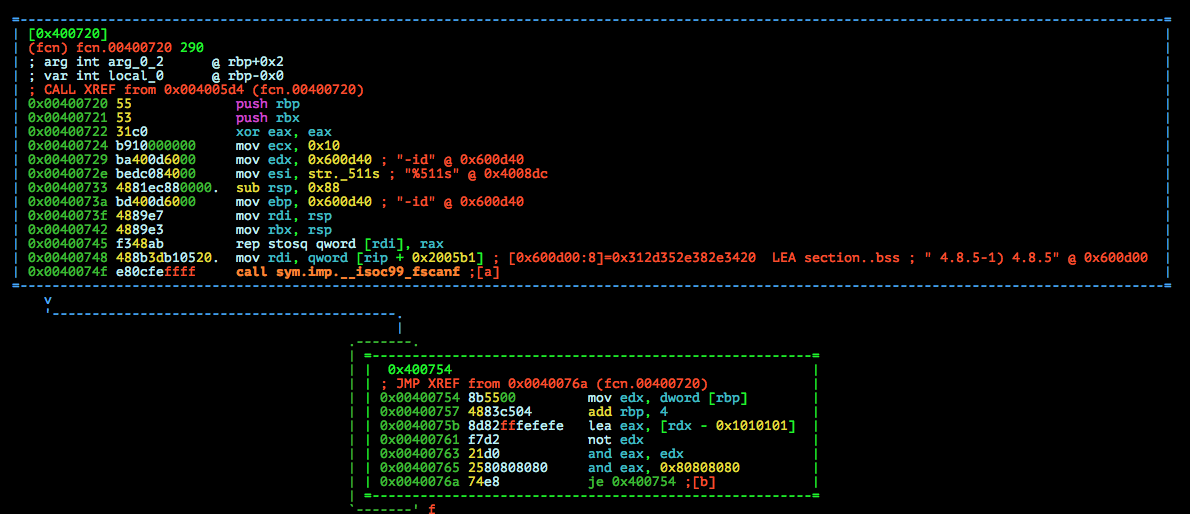 [0x400720]
(fcn) fcn.00400720 290
; arg int arg_0_2      @ rbp+0x2
; var int local_0      @ rbp-0x0
; CALL XREF from 0x004005d4 (fcn.00400720)
0x00400720 55             push rbp
0x00400721 53             push rbx
0x00400722 31c0           xor eax, eax
0x00400724 b910000000     mov ecx, 0x10
0x00400729 ba400d6000     mov edx, 0x600d40 ; "-id" @ 0x600d40
0x0040072e bedc084000     mov esi, str._511s ; "%511s" @ 0x4008dc
0x00400733 4881ec880000.  sub rsp, 0x88
0x0040073a bd400d6000     mov ebp, 0x600d40 ; "-id" @ 0x600d40
0x0040073f 4889e7         mov rdi, rsp
0x00400742 4889e3         mov rbx, rsp
0x00400745 f348ab         rep stosq qword [rdi], rax
0x00400748 488b3db10520.  mov rdi, qword [rip + 0x2005b1] ; [0x600d00:8]=0x312d352e382e3420  LEA section..bss ; " 4.8.5-1) 4.8.5" @ 0x600d00
0x0040074f e80cfeffff     call sym.imp.__isoc99_fscanf ;[a]
v
0x400754
; JMP XREF from 0x0040076a (fcn.00400720)
0x00400754 8b5500         mov edx, dword [rbp]
0x00400757 4883c504       add rbp, 4
0x0040075b 8d82fffefefe   lea eax, [rdx - 0x1010101]
0x00400761 f7d2           not edx
0x00400763 21d0           and eax, edx
0x00400765 2580808080     and eax, 0x80808080
0x0040076a 74e8           je 0x400754 ;[b]
f